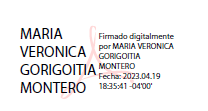 MARIA
VERONICA
GORIGOITIA
MONTERO
Firmado digitalmente
por MARIA VERONICA
GORIGOITIA
MONTERO
Fecha: 2023.04.19
18:35:41 -04'00'